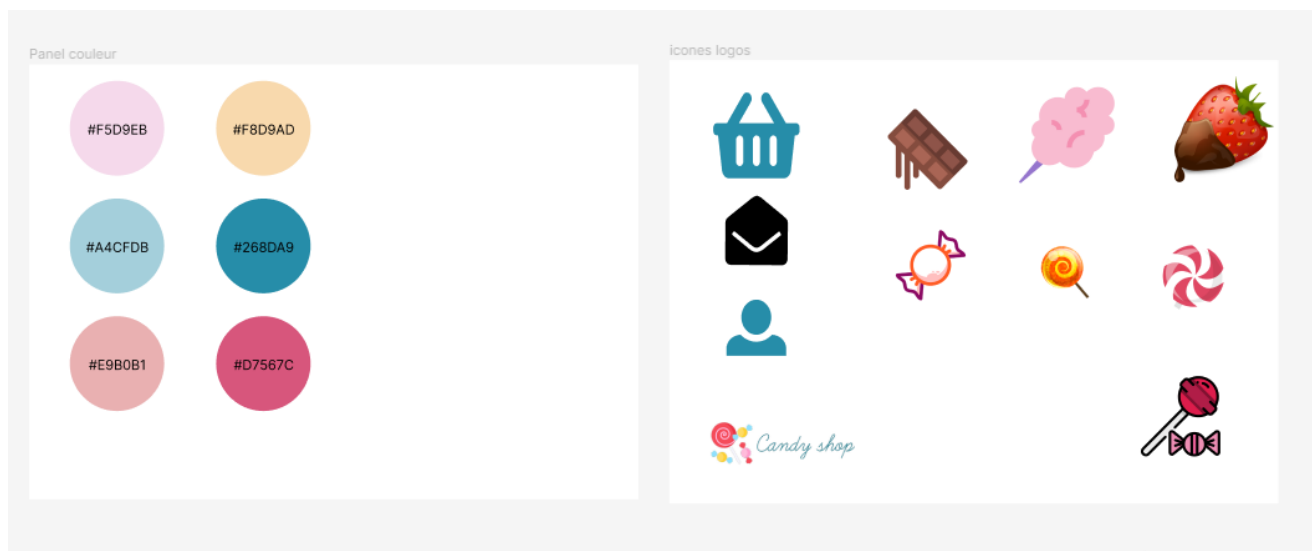 Panel couleur
#F5D9EB
#F8D9AD
#A4CFDB
#268DA9
#E9B0B1
#D7567C
icones logos
Candy shop